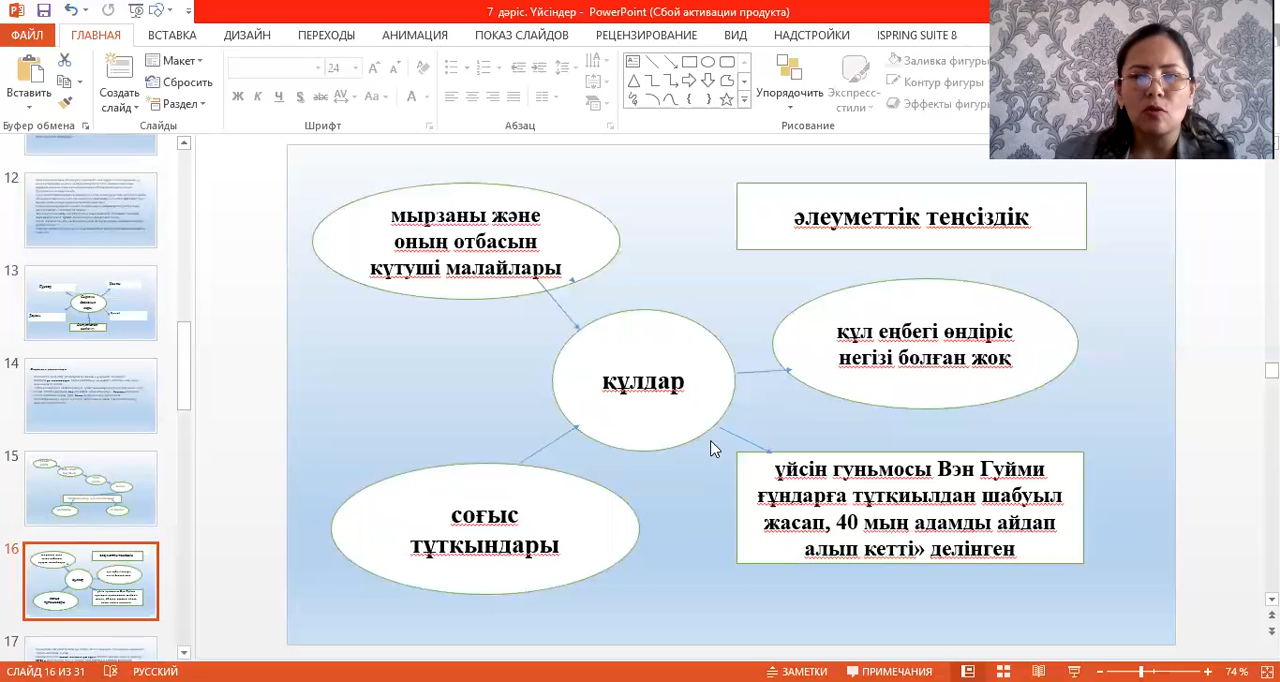 7 дәріс. Үйсіндер - PowerPoint (Сбой активации продукта)
ФАЙЛ ГЛАВНАЯ ВСТАВКА ДИЗАЙН ПЕРЕХОДЫ АНИМАЦИЯ ПОКАЗ СЛАЙДОВ РЕЦЕНЗИРОВАНИЕ ВИД НАДСТРОЙКИ ISPRING SUITE 8
Вставить
Создать слайд
Макет
Сбросить
Раздел
24
Ж К Ч S abc AV Aa A
Упорядочить
Экспресс-стили
Заливка фигуры
Контур фигуры
Эффекты фигуры
Буфер обмена Слайды Шрифт Абзац Рисование
12
13
14
15
16
17
мырзаны және
оның отбасын
күтуші малайлары
әлеуметтік теңсіздік
құл еңбегі өндіріс
негізі болған жоқ
құлдар
соғыс
тұтқындары
үйсін гуньмосы Вэн Гуйми
ғұндарға тұтқиылдан шабуыл
жасап, 40 мың адамды айдап
алып кетті» делінген
СЛАЙД 16 ИЗ 31 РУССКИЙ ЗАМЕТКИ ПРИМЕЧАНИЯ 74 %